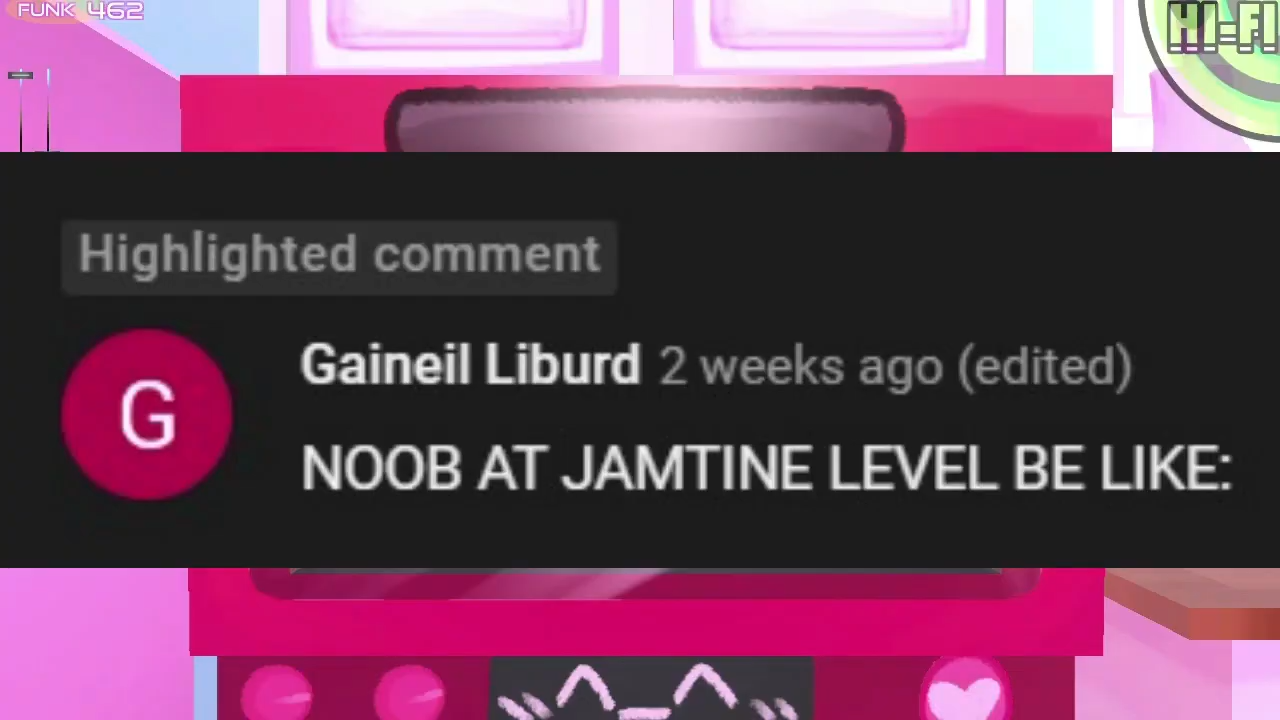 FUNK 462
HI=FI
Highlighted comment
G
Gaineil Liburd 2 weeks ago (edited)
NOOB AT JAMTINE LEVEL BE LIKE: